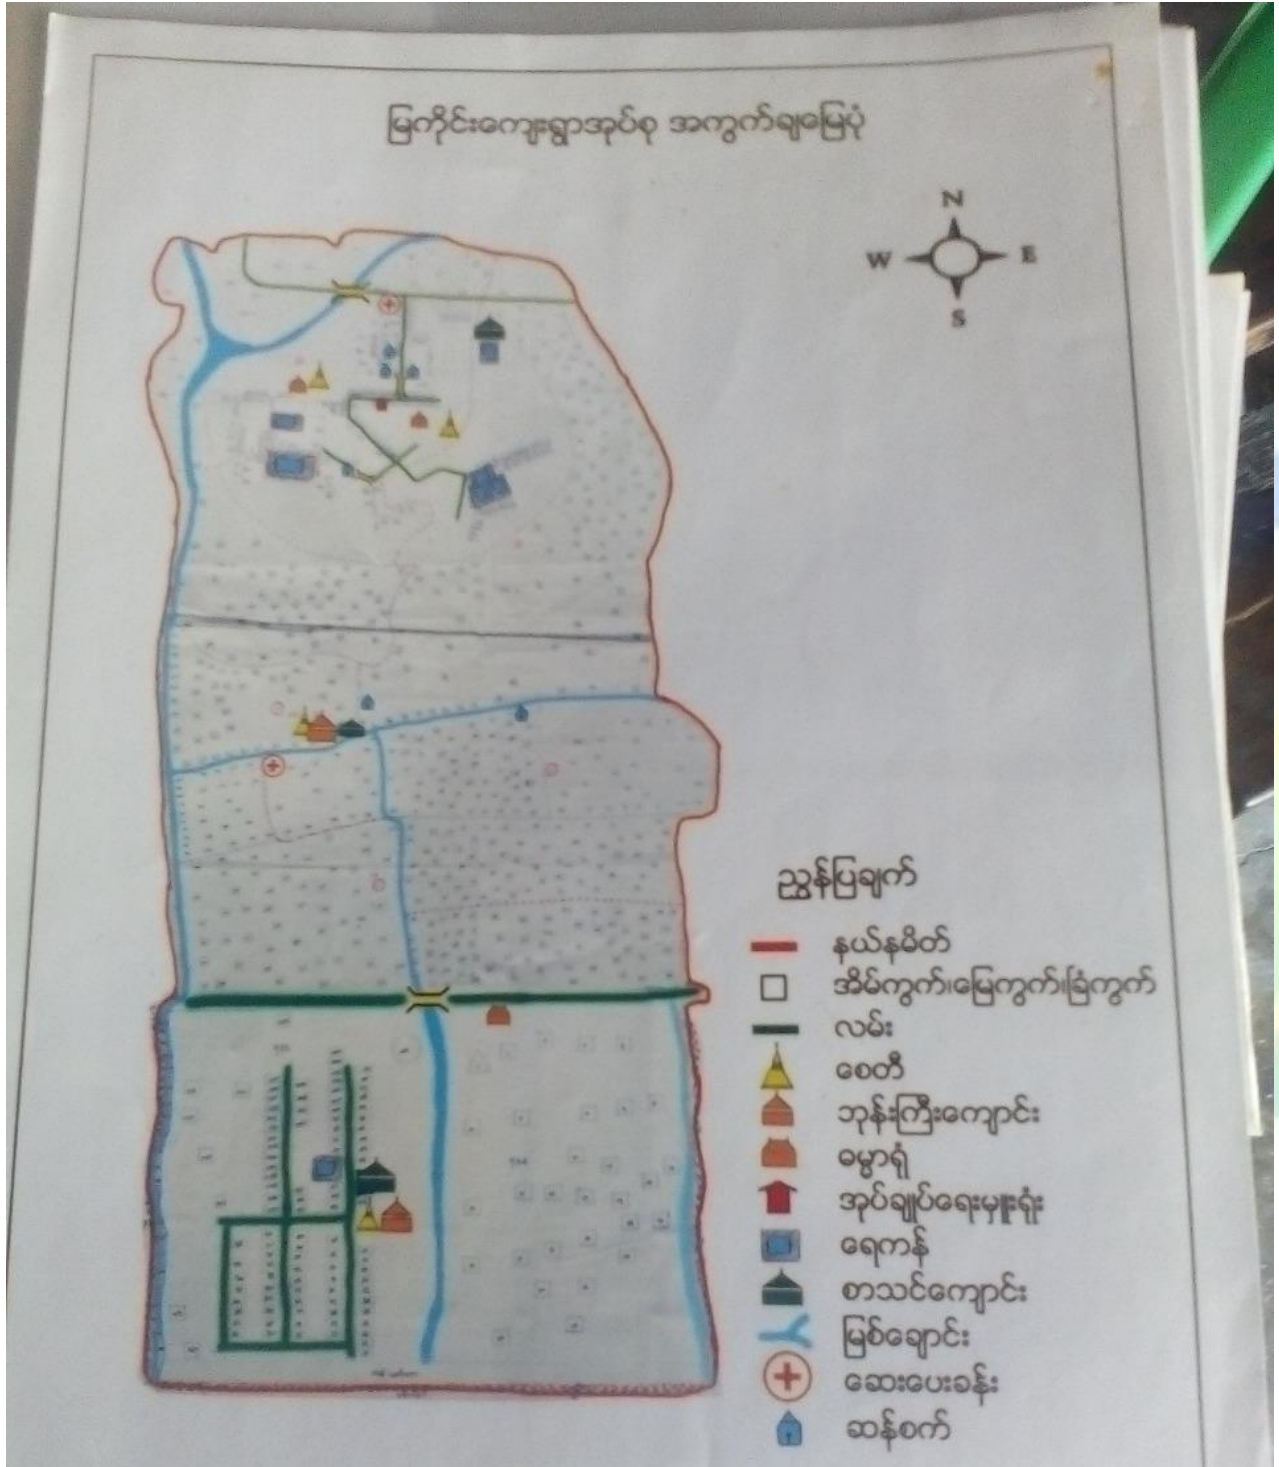 မြကိုင်းကျေးရွာအုပ်စု အကွက်ချမြေပုံ
N
W E
S
ညွှန်ပြချက်
နယ်နမိတ်
အိမ်ကွက်၊မြေကွက်၊ခြံကွက်
လမ်း
စေတီ
ဘုန်းကြီးကျောင်း
ဓမ္မာရုံ
အုပ်ချုပ်ရေးမှူးရုံး
ရေကန်
စာသင်ကျောင်း
မြစ်ချောင်း
ဆေးပေးခန်း
ဆန်စက်